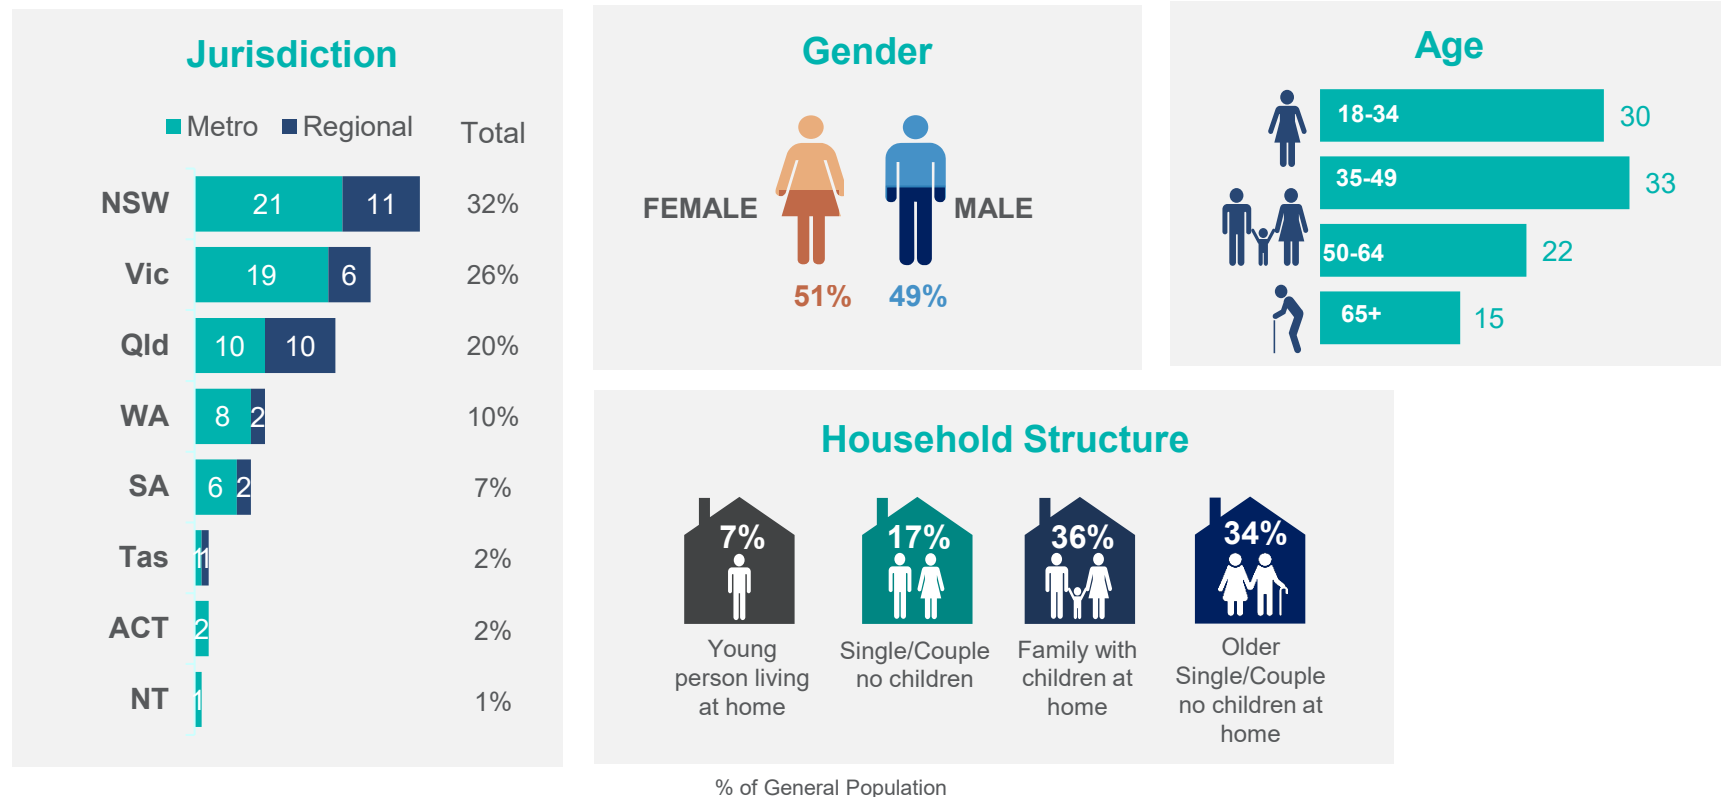 Jurisdiction
Metro Regional Total
NSW 21 11 32%
Vic 19 6 26%
Qld 10 10 20%
WA 8 2 10%
SA 6 2 7%
Tas 1 1 2%
ACT 2 2%
NT 1 1%
Gender
FEMALE MALE
51% 49%
Age
18-34 30
35-49 33
50-64 22
65+ 15
Household Structure
7%
Young
person living
at home
17%
Single/Couple
no children
36%
Family with
children at
home
34%
Older
Single/Couple
no children at
home
% of General Population